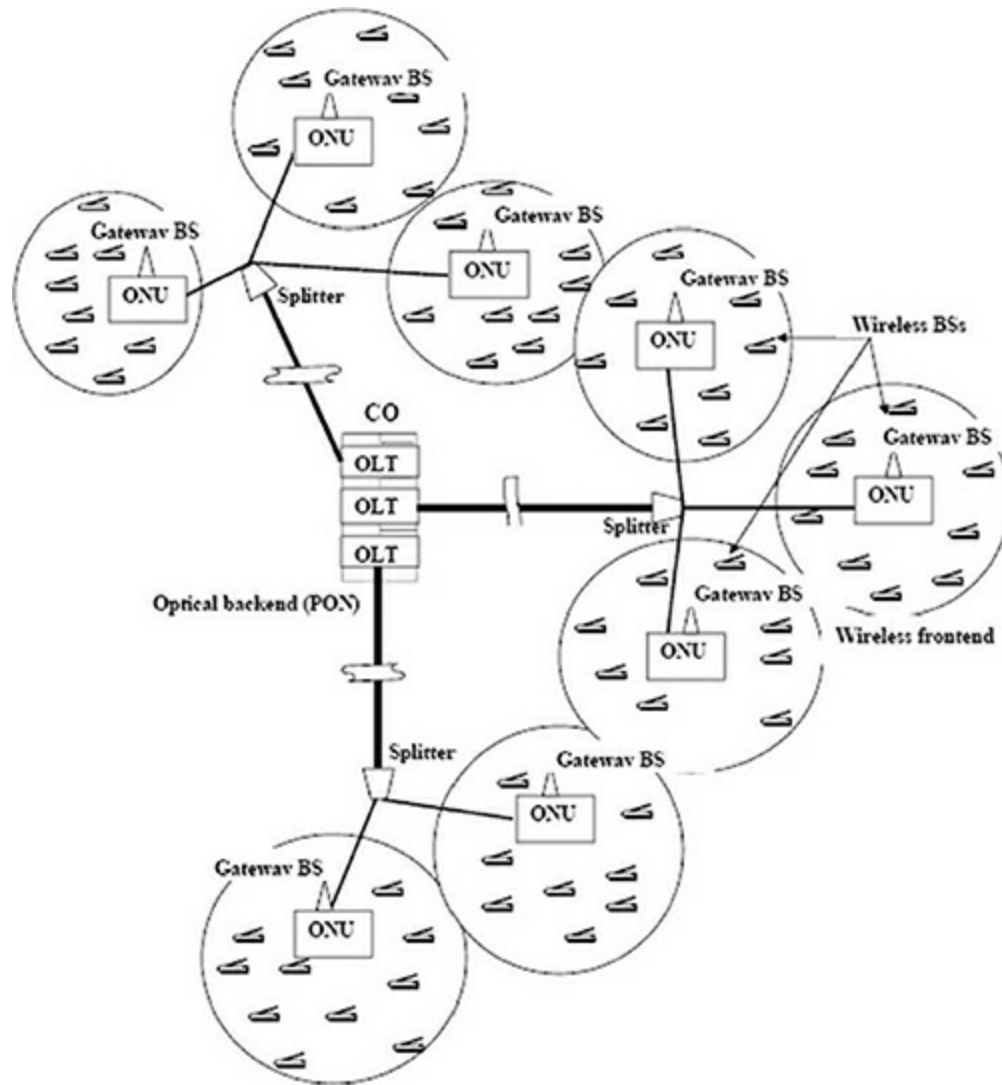 Gatewav BS
ONU
Gatewav BS
ONU
Gatewav BS
ONU
Splitter
Gatewav BS
ONU
Wireless BSs
CO
OLT
OLT
OLT
Gatewav BS
ONU
Splitter
Optical backend (PON)
Gatewav BS
ONU
Wireless frontend
Splitter
Gatewav BS
ONU
Gatewav BS
ONU